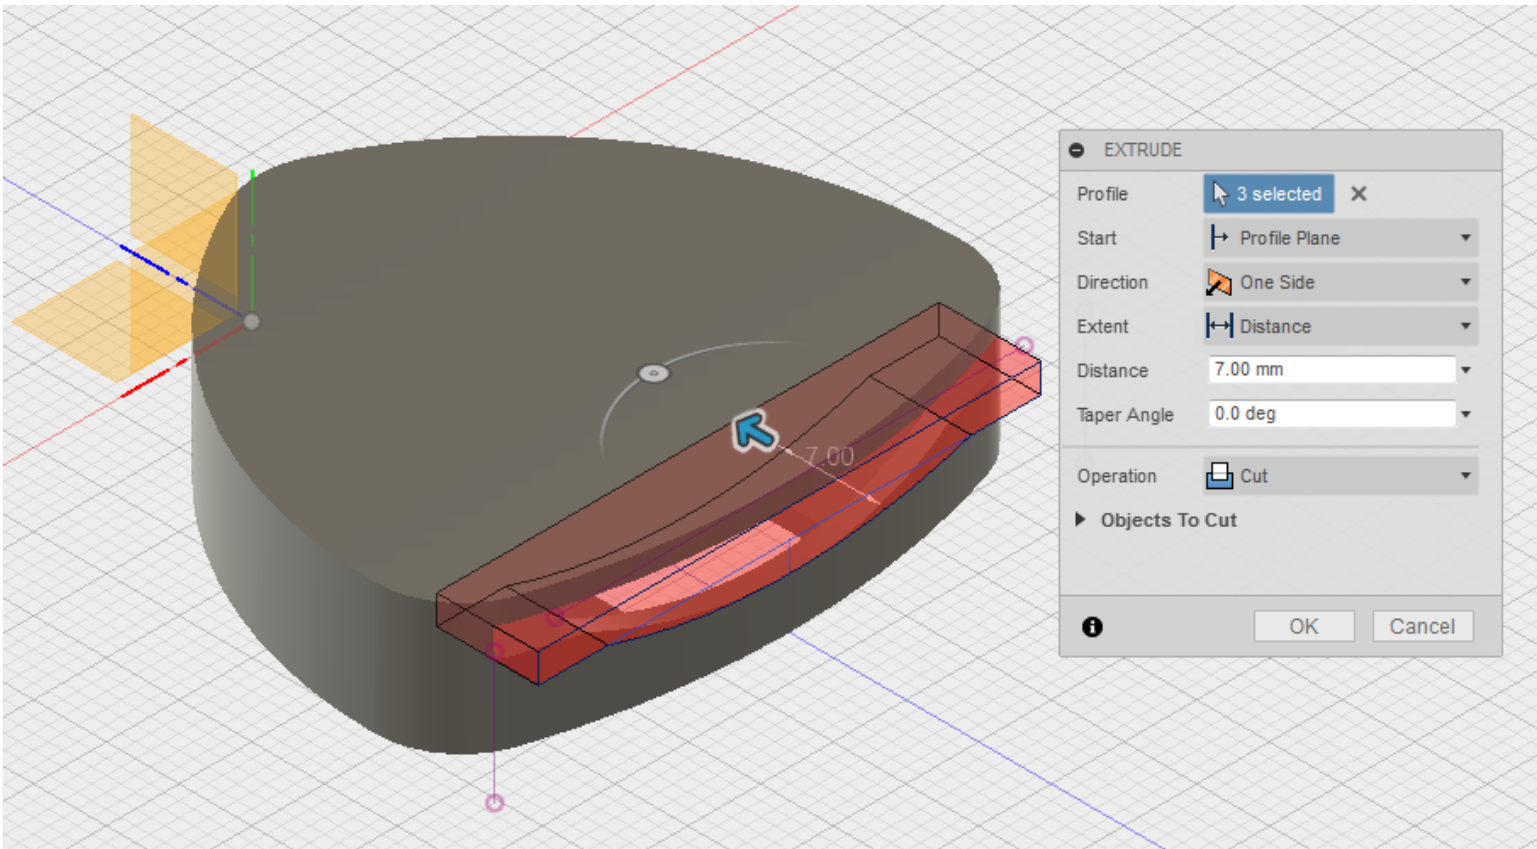 EXTRUDE
Profile 3 selected
Start Profile Plane
Direction One Side
Extent Distance
Distance 7.00 mm
Taper Angle 0.0 deg
7.00
Operation Cut
Objects To Cut
OK Cancel